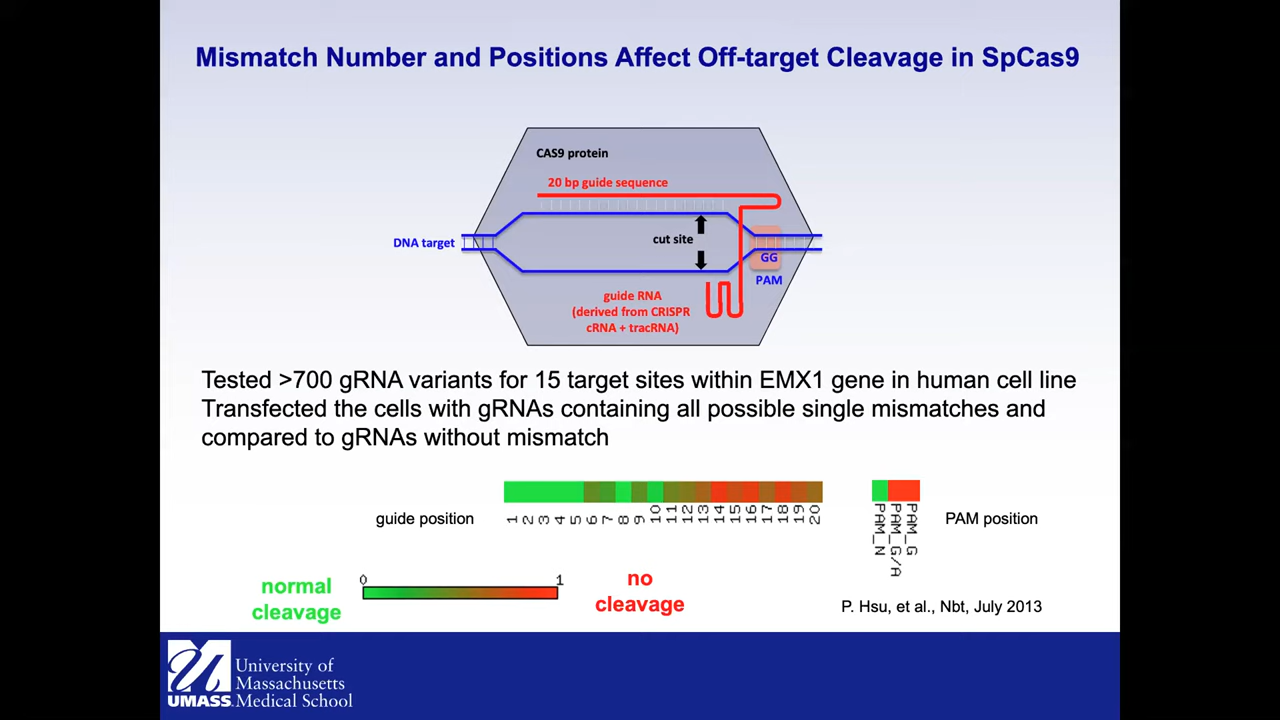 Mismatch Number and Positions Affect Off-target Cleavage in SpCas9
CAS9 protein
20 bp guide sequence
DNA target
cut site
GG
PAM
guide RNA
(derived from CRISPR
cRNA + tracRNA)
Tested >700 gRNA variants for 15 target sites within EMX1 gene in human cell line
Transfected the cells with gRNAs containing all possible single mismatches and
compared to gRNAs without mismatch
guide position
1 2 3 4 5 6 7 8 9 10 11 12 13 14 15 16 17 18 19 20
PAM_N
PAM_G/A
PAM_G
PAM position
normal
cleavage
0
1
no
cleavage
P. Hsu, et al., Nbt, July 2013
UMASS
University of
Massachusetts
Medical School